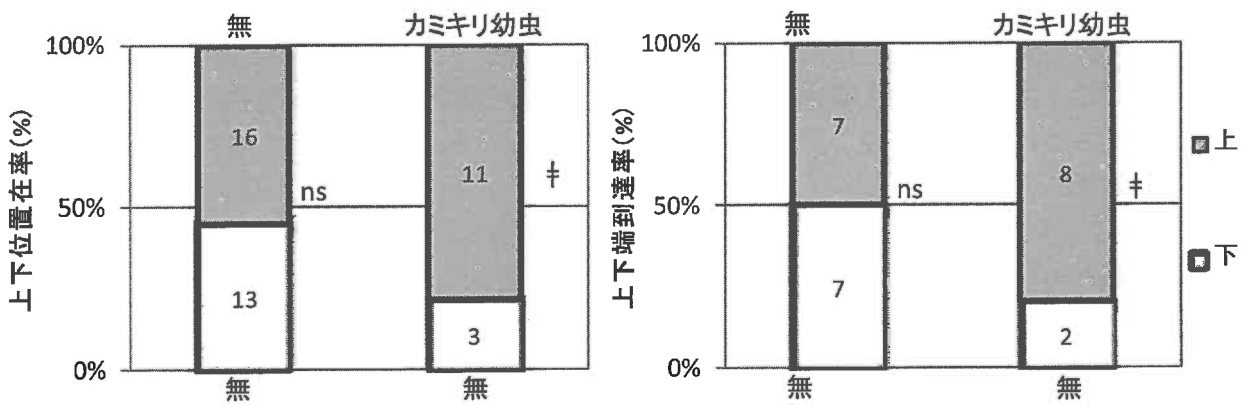 無 カミキリ幼虫
100%
50%
0%
上下位置在率(%)
16
13
ns
11
3
‡
無 無
無 カミキリ幼虫
100%
50%
0%
上下端到達率(%)
7
7
ns
8
2
‡
無 無
上
下